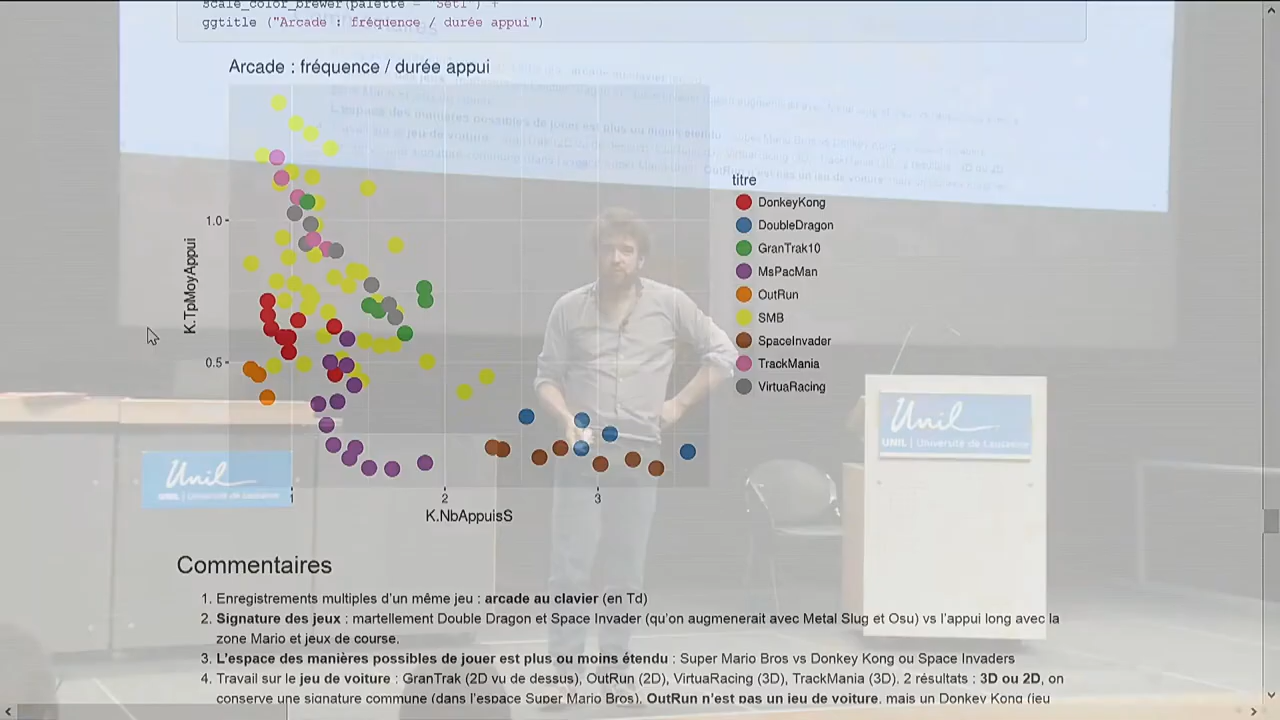 scale_color_brewer(palette = "Set1") +
ggtitle ("Arcade : fréquence / durée appui")
Arcade : fréquence / durée appui
titre
DonkeyKong
DoubleDragon
GranTrak10
MsPacMan
OutRun
SMB
SpaceInvader
TrackMania
VirtuaRacing
1.0
0.5
K.TpMoyAppui
1
2
3
K.NbAppuisS
Unil
UNIL | Université de Lausanne
Unil
UNIL | Université de Lausanne
Commentaires
1. Enregistrements multiples d'un même jeu : arcade au clavier (en Td)
2. Signature des jeux : martellement Double Dragon et Space Invader (qu'on augmenerait avec Metal Slug et Osu) vs l'appui long avec la
zone Mario et jeux de course.
3. L'espace des manières possibles de jouer est plus ou moins étendu : Super Mario Bros vs Donkey Kong ou Space Invaders
4. Travail sur le jeu de voiture : GranTrak (2D vu de dessus), OutRun (2D), VirtuaRacing (3D), TrackMania (3D). 2 résultats : 3D ou 2D, on
conserve une signature commune (dans l'espace Super Mario Bros). OutRun n'est pas un jeu de voiture, mais un Donkey Kong (jeu